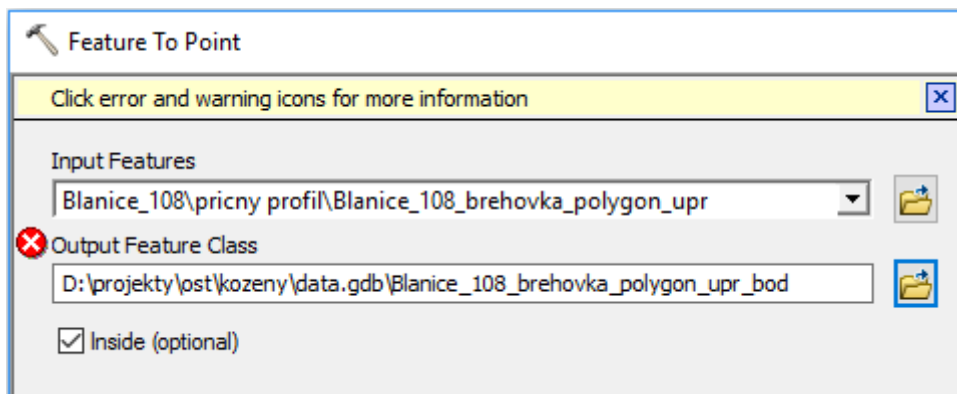 Feature To Point
Click error and warning icons for more information
Input Features
Blanice_108\pricny profil\Blanice_108_brehovka_polygon_upr
Output Feature Class
D:\projekty\ost\kozeny\data.gdb\Blanice_108_brehovka_polygon_upr_bod
Inside (optional)